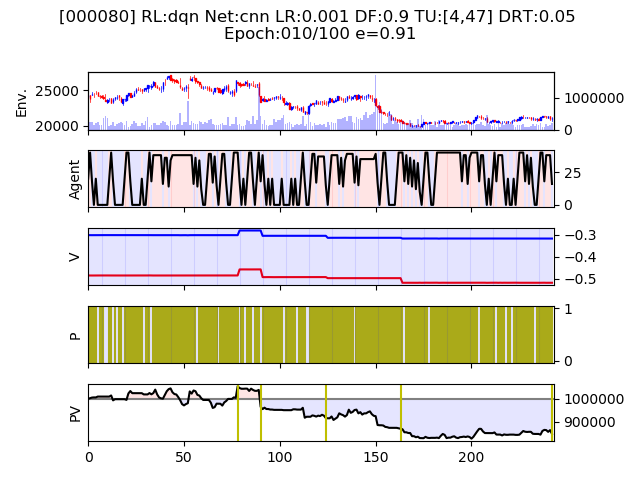 [000080] RL:dqn Net:cnn LR:0.001 DF:0.9 TU:[4,47] DRT:0.05
Epoch:010/100 e=0.91
Env.
25000
20000
1000000
0
Agent
25
0
V
−0.3
−0.4
−0.5
P
1
0
PV
1000000
900000
0 50 100 150 200